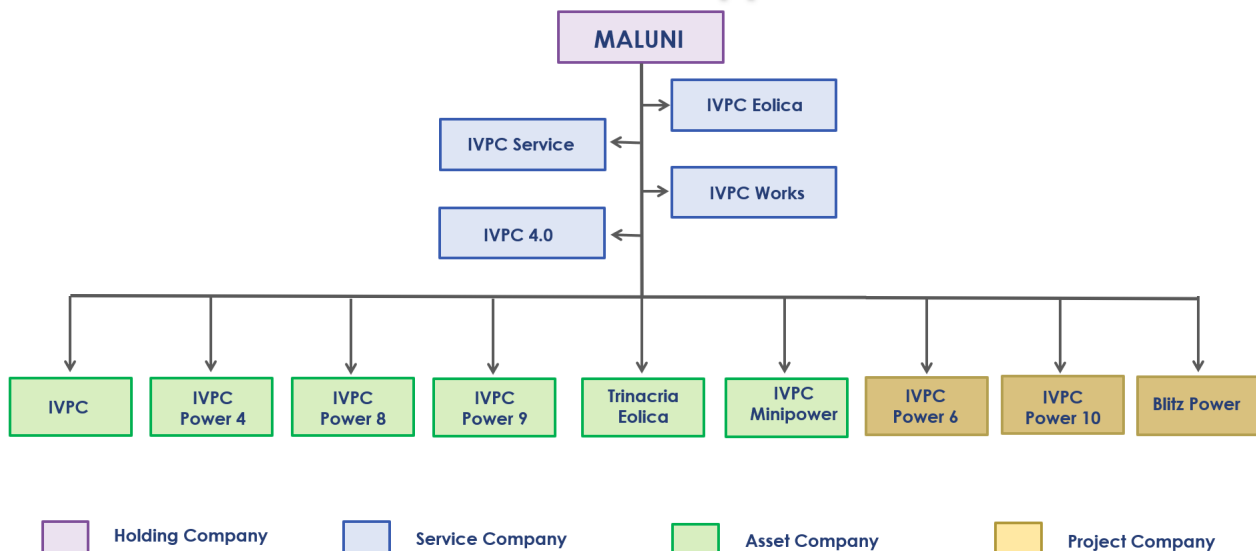 MALUNI
IVPC Eolica
IVPC Service
IVPC Works
IVPC 4.0
IVPC
IVPC
Power 4
IVPC
Power 8
IVPC
Power 9
Trinacria
Eolica
IVPC
Minipower
IVPC
Power 6
IVPC
Power 10
Blitz Power
Holding Company
Service Company
Asset Company
Project Company